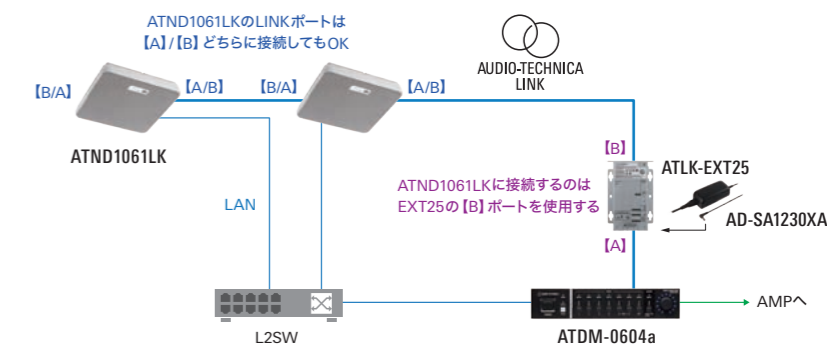 ATND1061LKのLINKポートは
【A】/【B】どちらに接続してもOK
AUDIO-TECHNICA
LINK
【B/A】
【A/B】
【B/A】
【A/B】
ATND1061LK
【B】
ATLK-EXT25
ATND1061LKに接続するのは
EXT25の【B】ポートを使用する
AD-SA1230XA
LAN
【A】
AMPへ
L2SW
ATDM-0604a